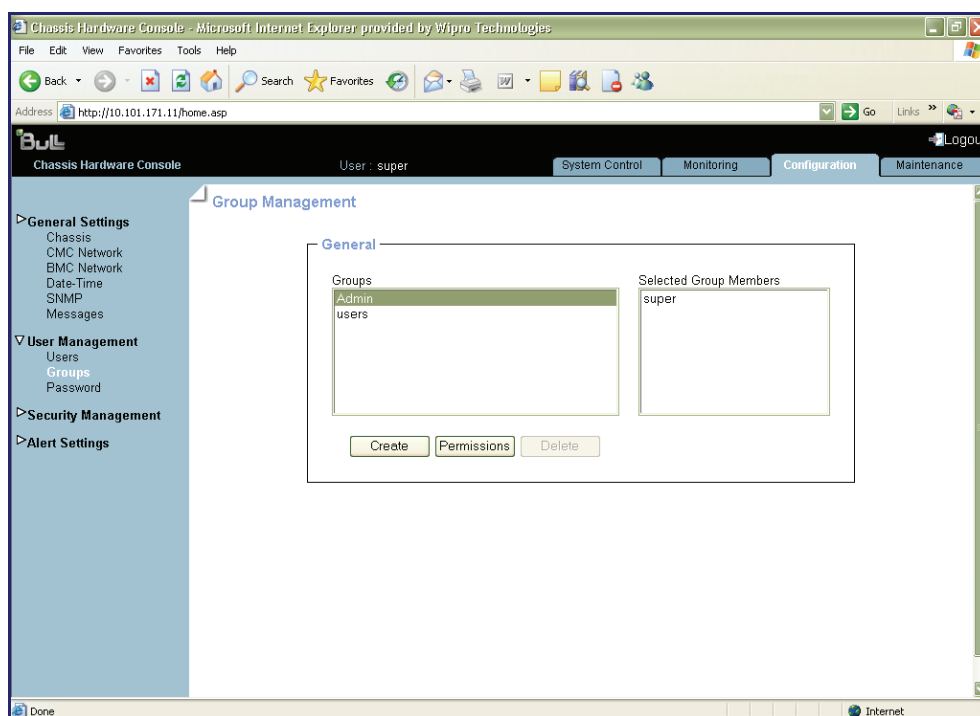 Chassis Hardware Console - Microsoft Internet Explorer provided by Wipro Technologies
File Edit View Favorites Tools Help
Back Search Favorites
Address http://10.101.171.11/home.asp Go Links »
Bull Logou
Chassis Hardware Console User : super System Control Monitoring Configuration Maintenance
Group Management
General Settings
Chassis
CMC Network
BMC Network
Date-Time
SNMP
Messages
User Management
Users
Groups
Password
Security Management
Alert Settings
General
Groups
Admin
users
Selected Group Members
super
Create Permissions Delete
Done Internet